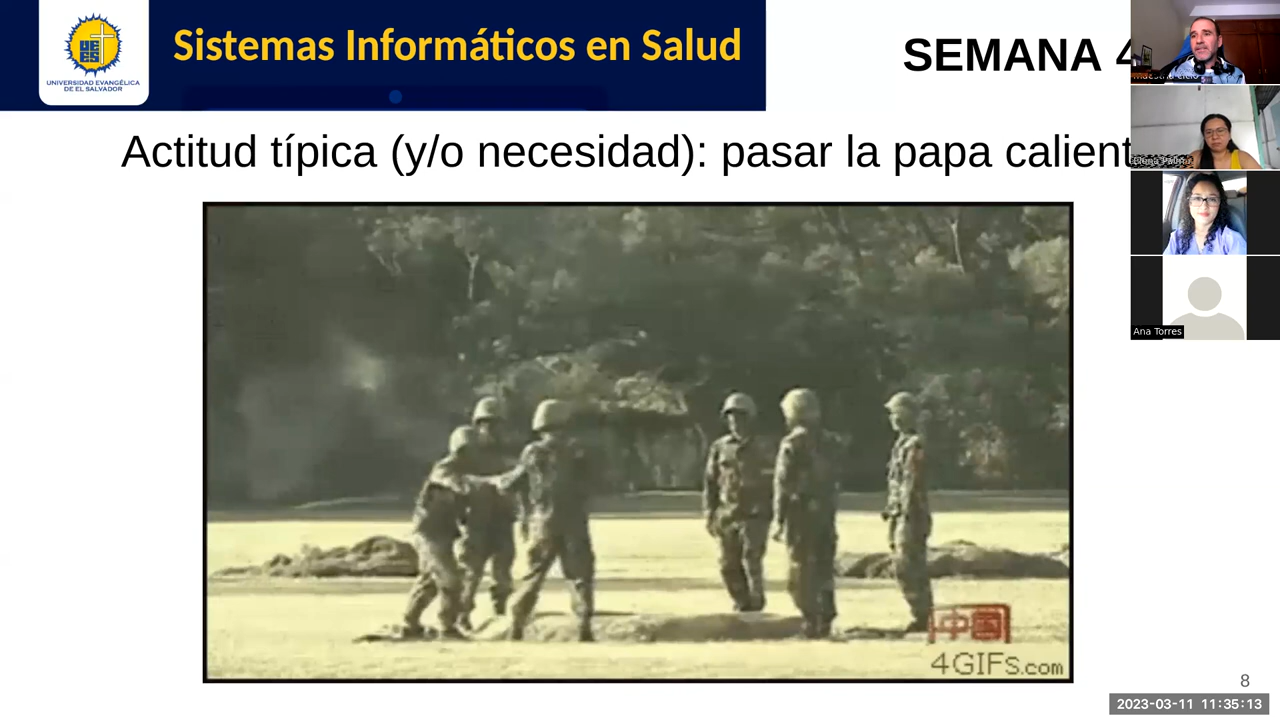 Sistemas Informáticos en Salud
UNIVERSIDAD EVANGÉLICA
DE EL SALVADOR
SEMANA 4
Actitud típica (y/o necesidad): pasar la papa calient
Ana Torres
中国
4GIFs.com
8
2023-03-11 11:35:13